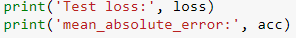 print('Test loss:', loss)
print('mean_absolute_error:', acc)